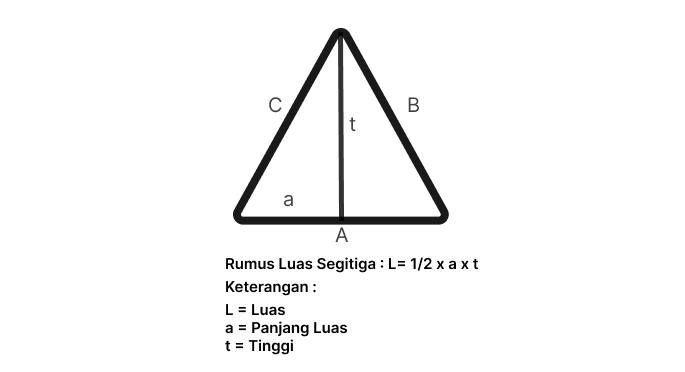 C
B
t
a
A
Rumus Luas Segitiga : L= 1/2 x a x t
Keterangan :
L = Luas
a = Panjang Luas
t = Tinggi